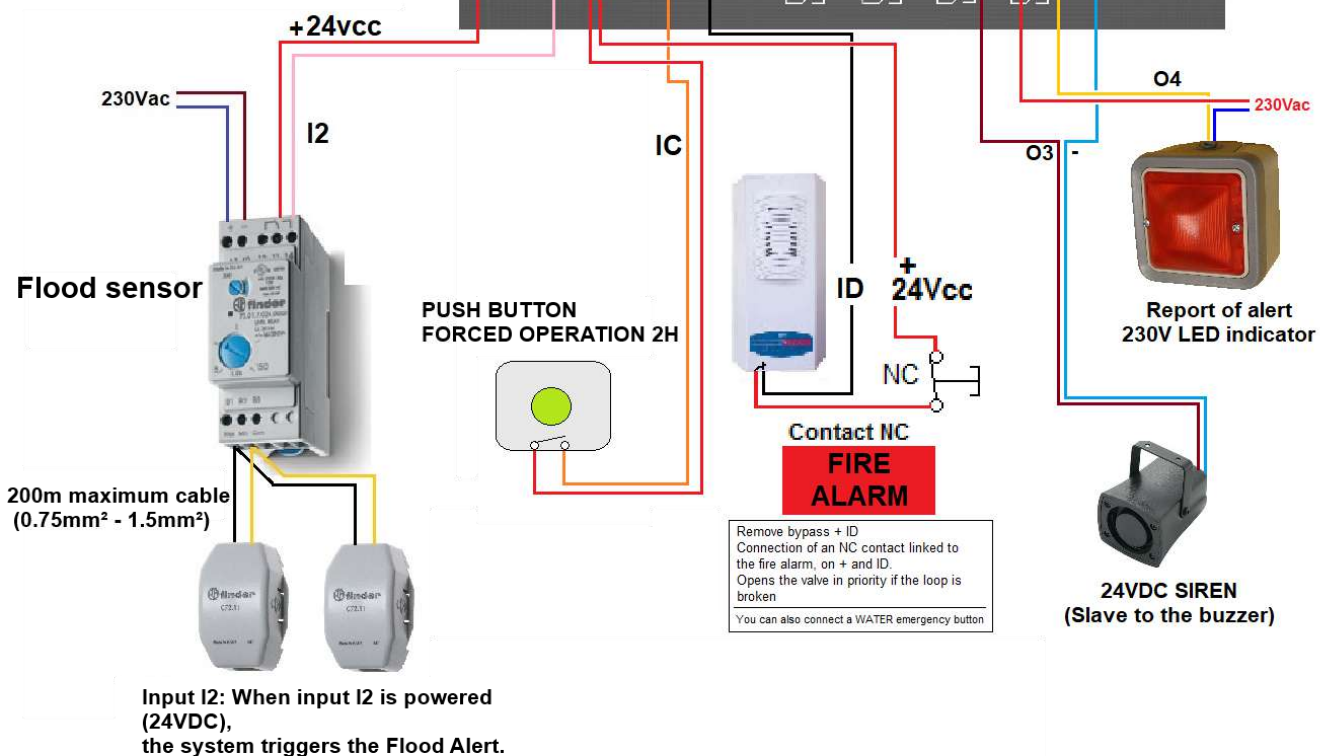 +24vcc
230Vac
I2
IC
O4
230Vac
O3 -
Flood sensor
finder
PUSH BUTTON
FORCED OPERATION 2H
ID
+
24Vcc
NC
Report of alert
230V LED indicator
Contact NC
FIRE
ALARM
200m maximum cable
(0.75mm² - 1.5mm²)
Remove bypass + ID
Connection of an NC contact linked to
the fire alarm, on + and ID.
Opens the valve in priority if the loop is
broken
You can also connect a WATER emergency button
finder
finder
24VDC SIREN
(Slave to the buzzer)
Input I2: When input I2 is powered
(24VDC),
the system triggers the Flood Alert.